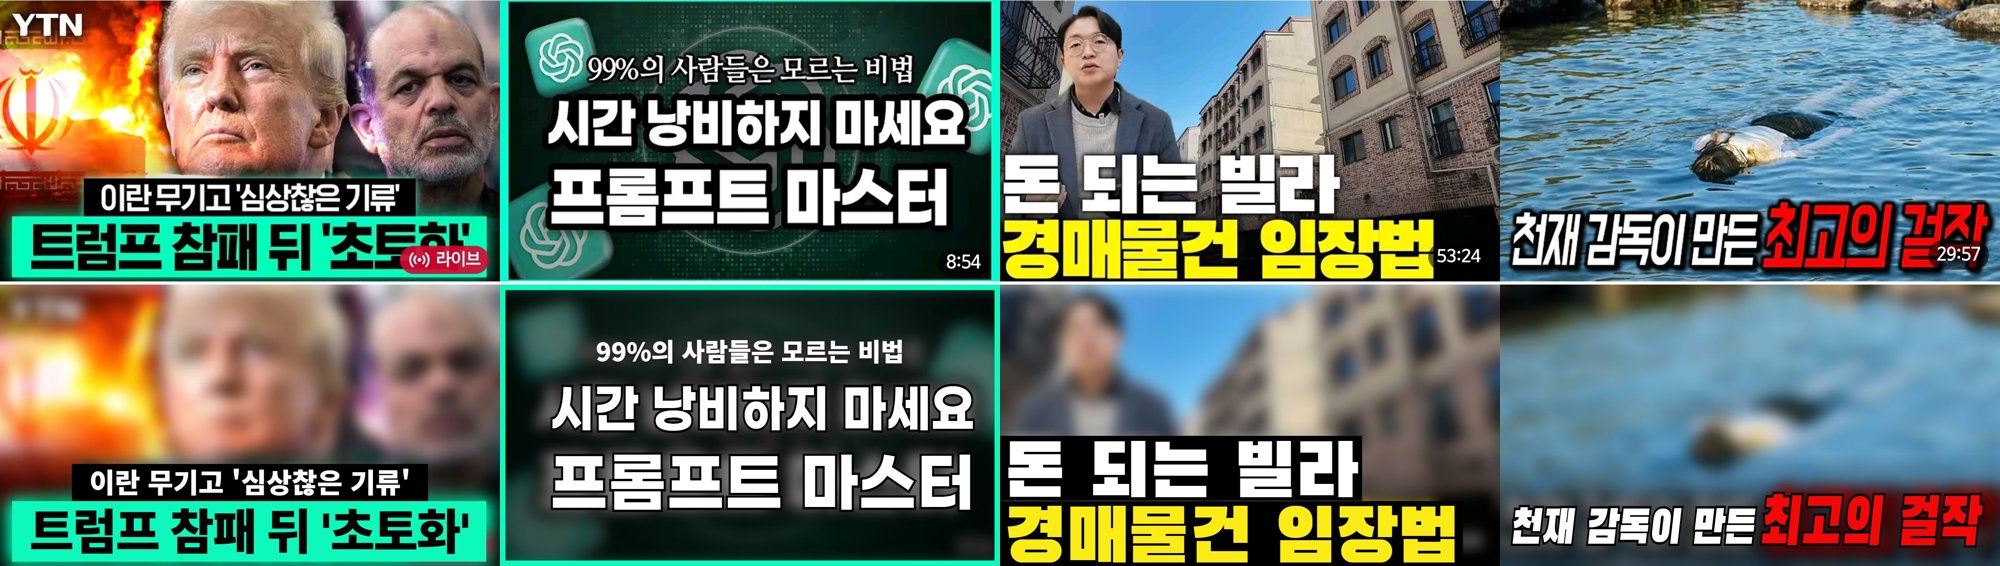 YTN
이란 무기고 '심상찮은 기류'
트럼프 참패 뒤 '초토화'
라이브
99%의 사람들은 모르는 비법
시간 낭비하지 마세요
프롬프트 마스터
8:54
돈 되는 빌라
경매물건 임장법
53:24
천재 감독이 만든 최고의 걸작
29:57
이란 무기고 '심상찮은 기류'
트럼프 참패 뒤 '초토화'
99%의 사람들은 모르는 비법
시간 낭비하지 마세요
프롬프트 마스터
돈 되는 빌라
경매물건 임장법
천재 감독이 만든 최고의 걸작